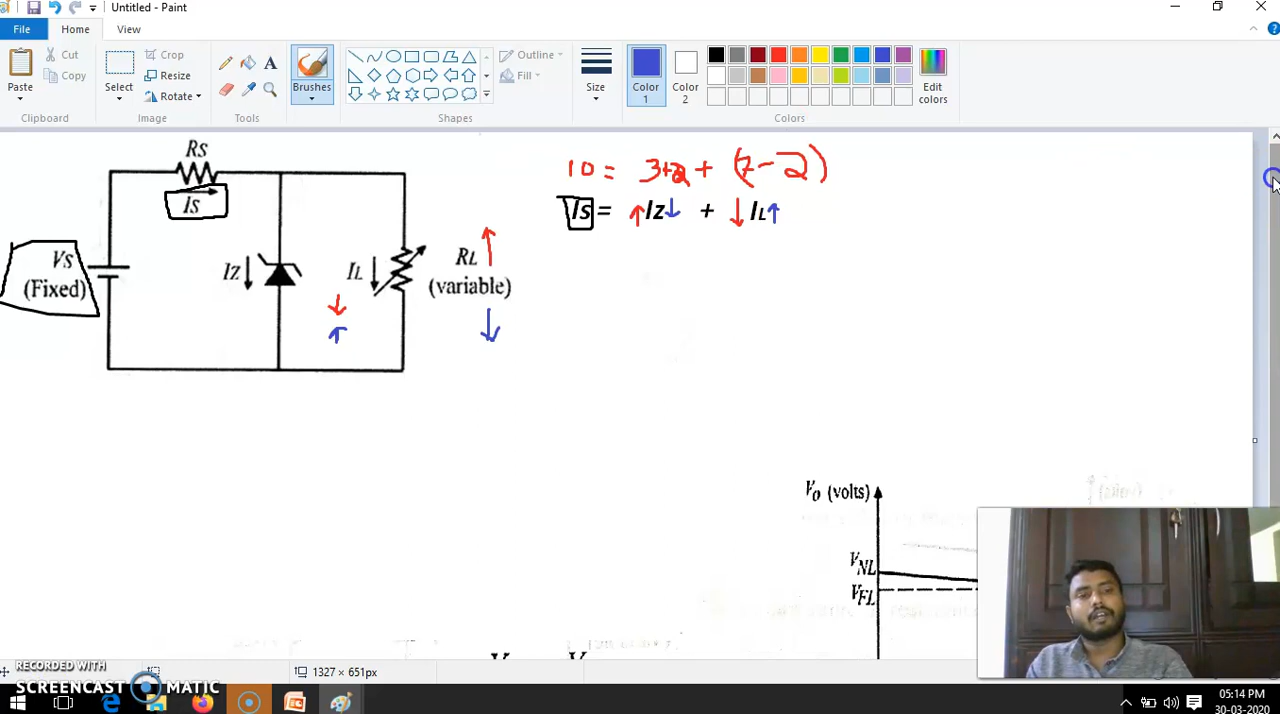 Untitled - Paint
File Home View
Paste
Cut
Copy
Clipboard
Select
Crop
Resize
Rotate
Image
A
Tools
Brushes
Shapes
Outline
Fill
Size
Color 1
Color 2
Edit colors
Colors
RS
IS
VS
(Fixed)
IZ
IL
RL
(variable)
10 = 3+2 + (7-2)
IS = ↑IZ↓ + ↓IL↑
Vo (volts)
VNL
VFL
RECORDED WITH
SCREENCAST MATIC
1327 × 651px
05:14 PM
30-03-2020